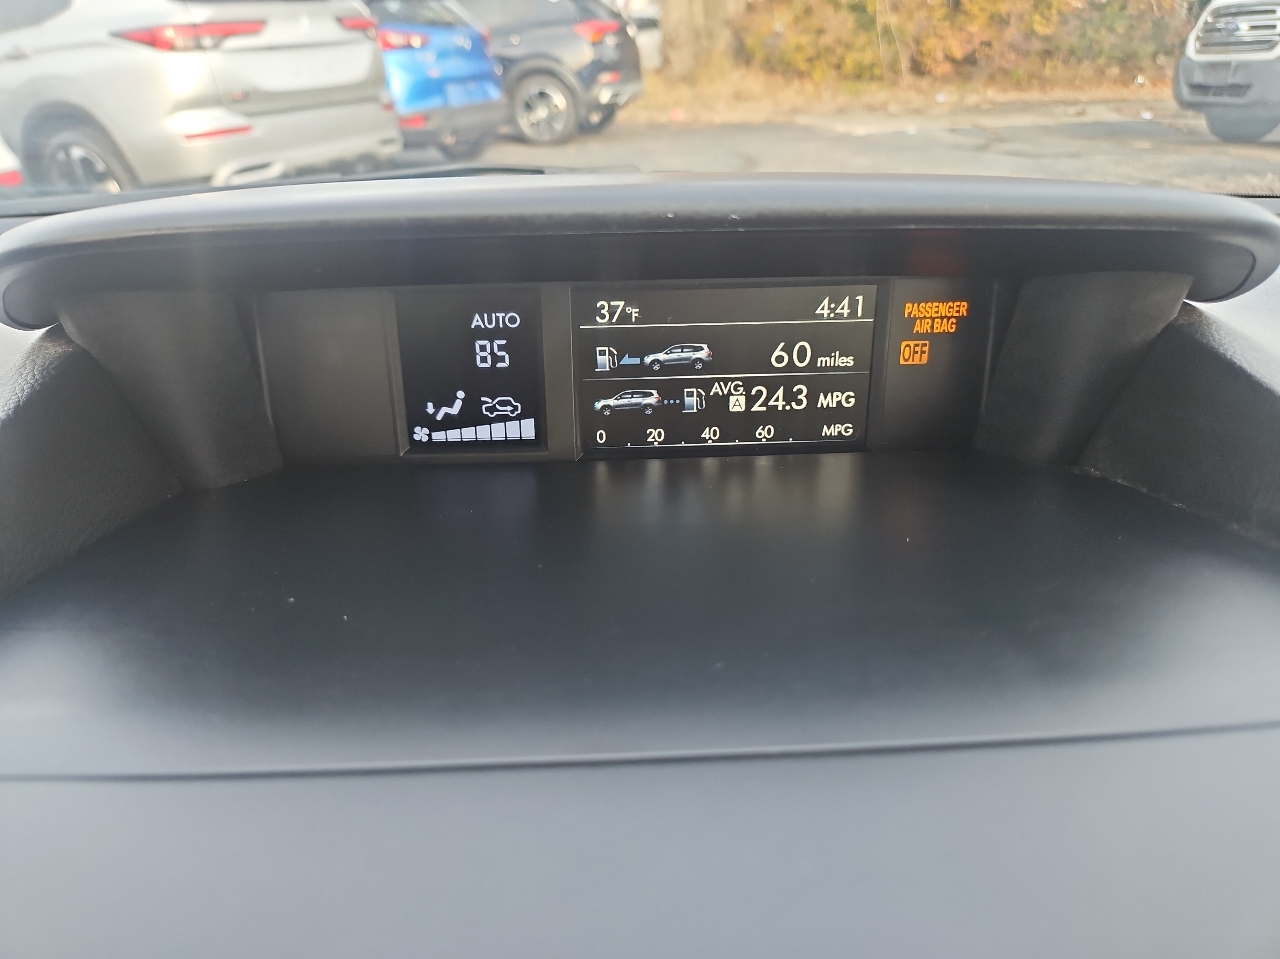 AUTO
85
37°F 4:41
60 miles
AVG. A 24.3 MPG
0 20 40 60 MPG
PASSENGER
AIR BAG
OFF